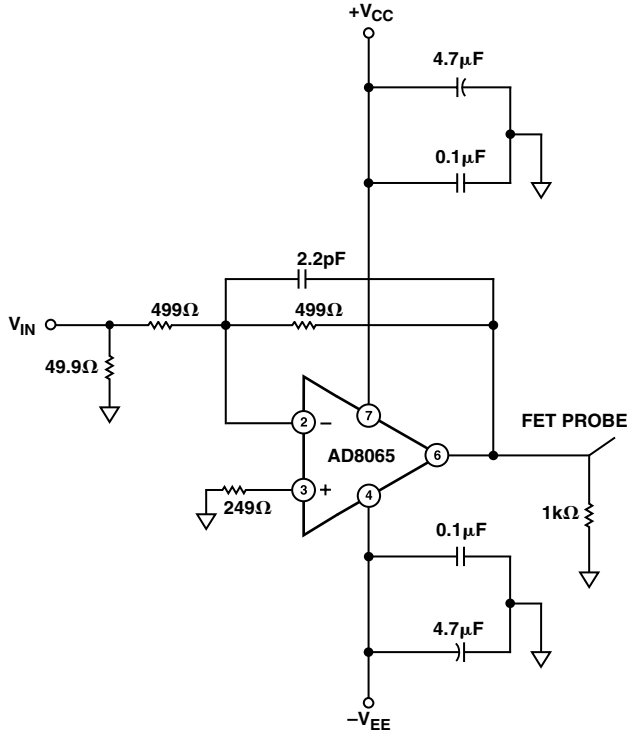 +VCC
4.7μF
0.1μF
2.2pF
VIN
499Ω
499Ω
49.9Ω
2
–
7
FET PROBE
AD8065
6
3
+
4
249Ω
1kΩ
0.1μF
4.7μF
–VEE